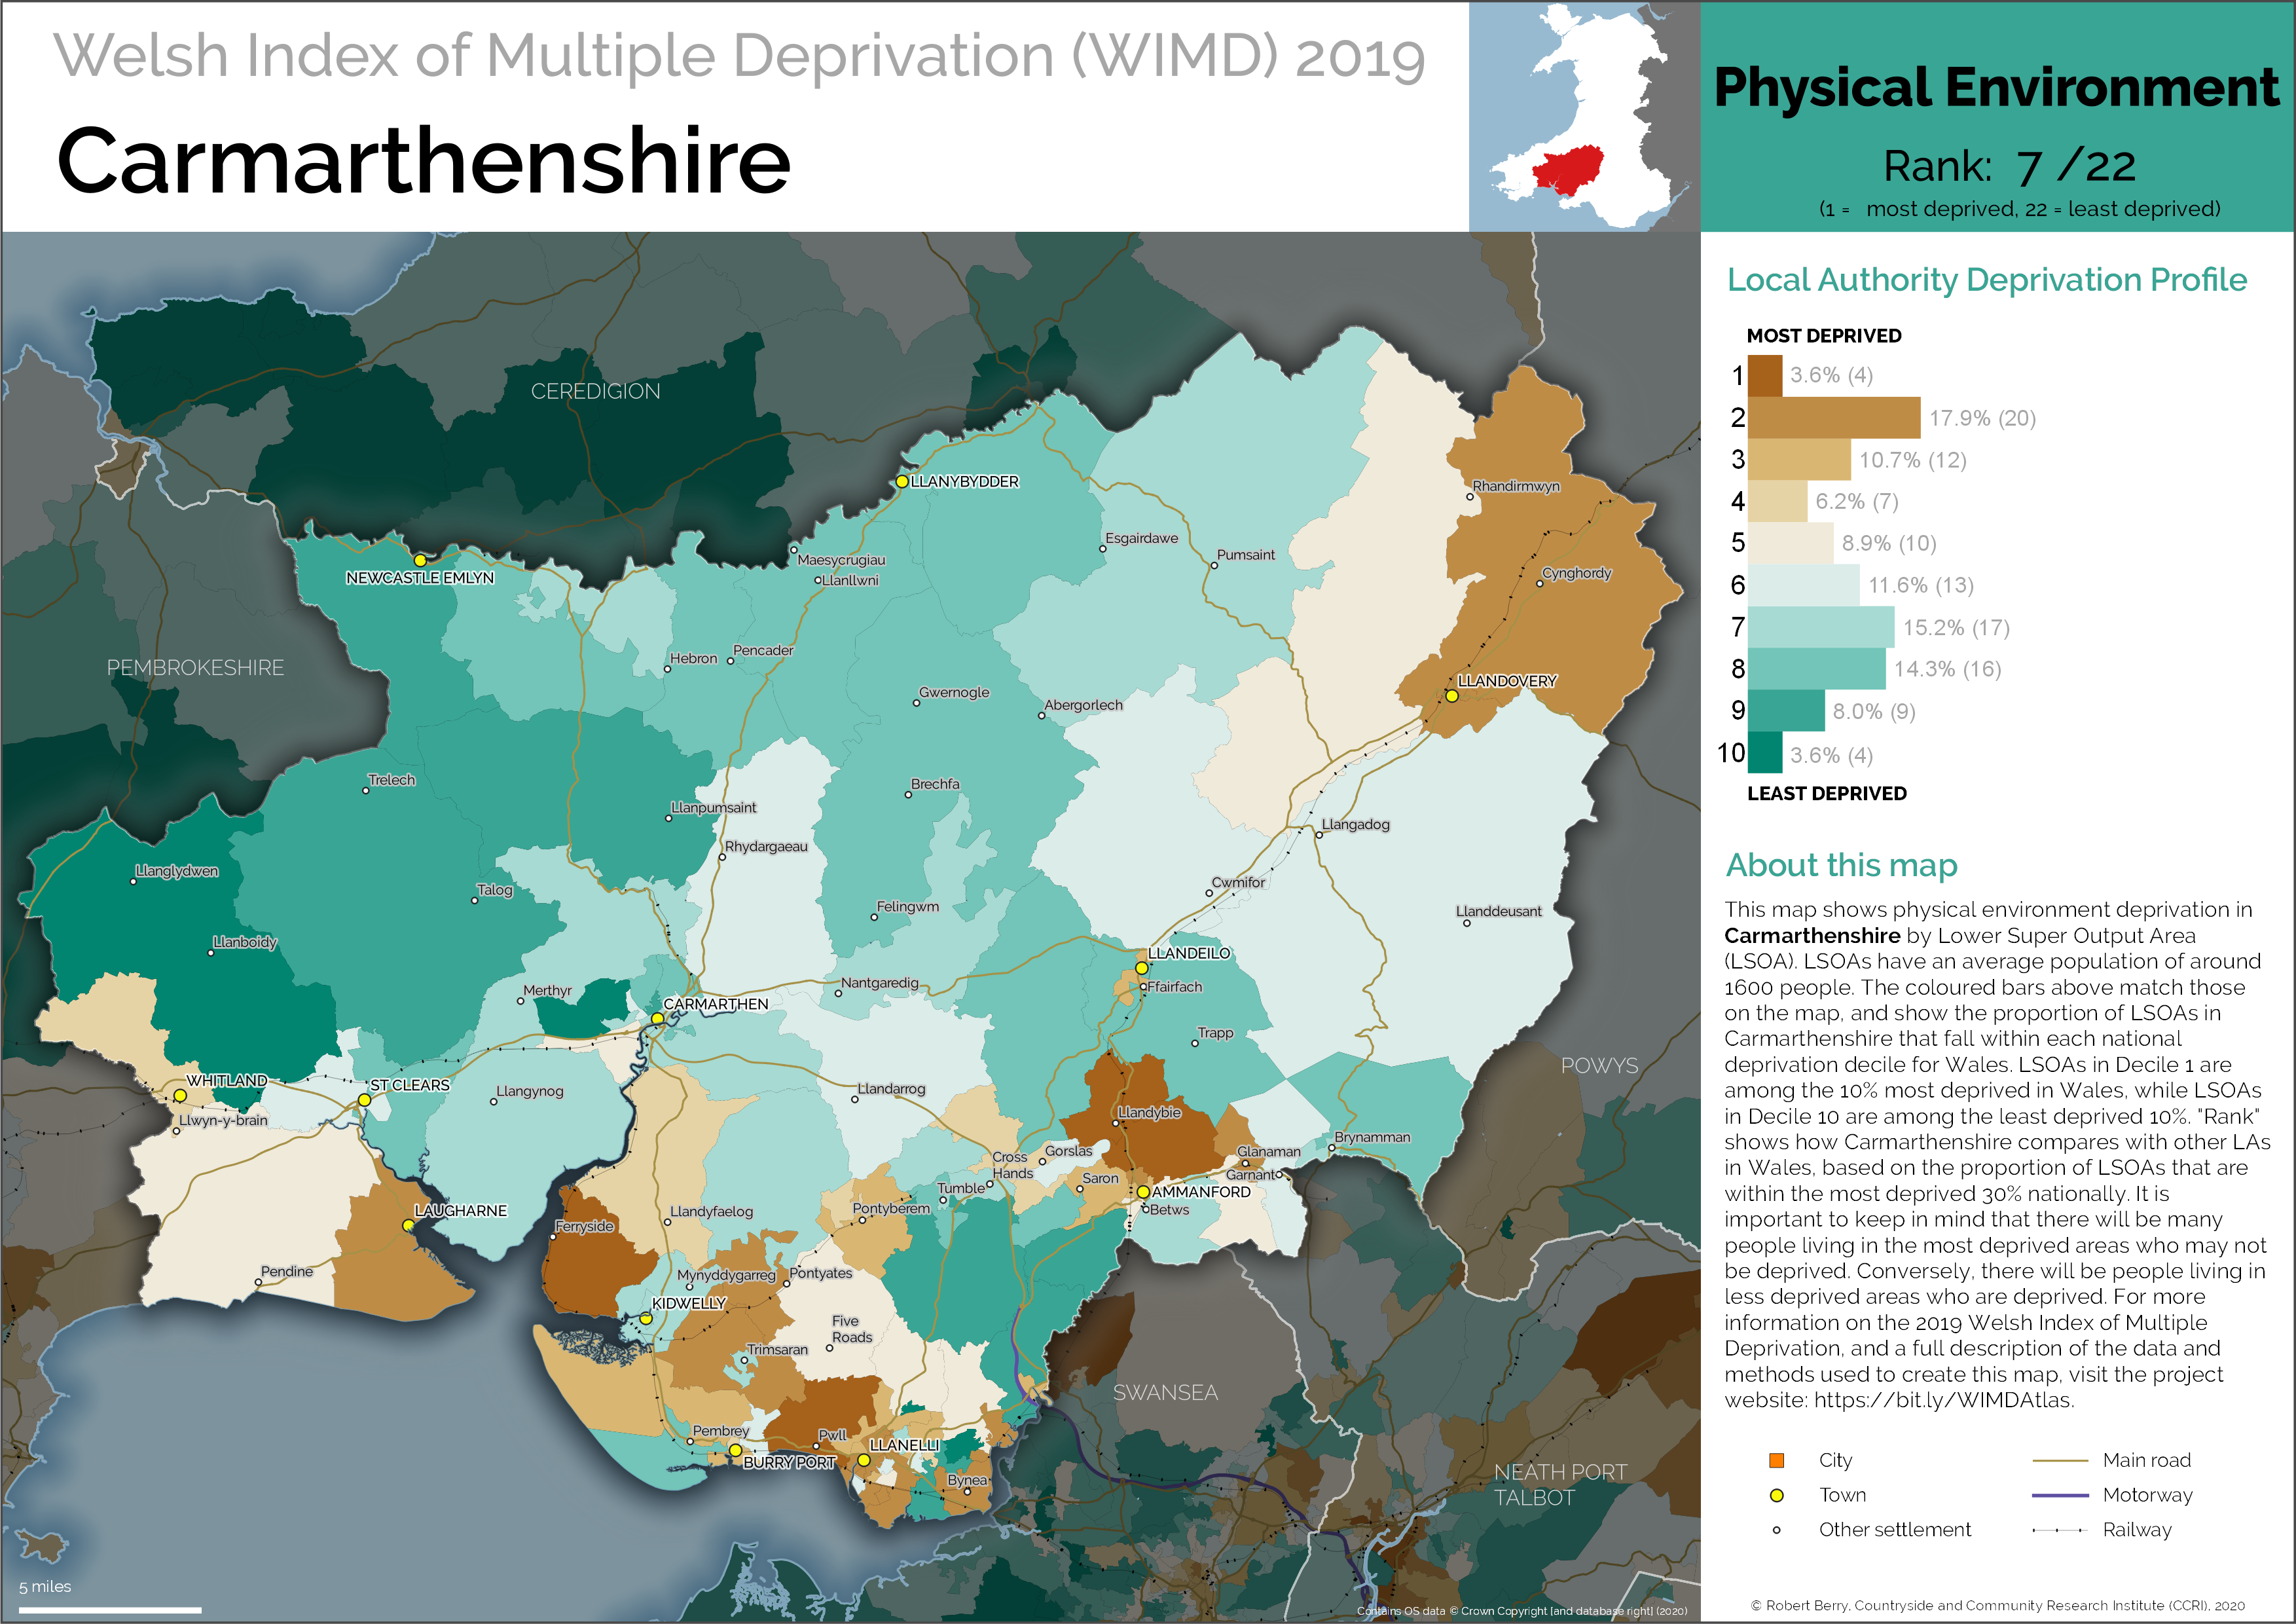 Welsh Index of Multiple Deprivation (WIMD) 2019
Carmarthenshire
Physical Environment
Rank: 7 /22
(1 = most deprived, 22 = least deprived)
CEREDIGION
LLANYBYDDER
Rhandirmwyn
Esgairdawe
Pumsaint
Maesycrugiau
Llanllwni
Cynghordy
NEWCASTLE EMLYN
PEMBROKESHIRE
Hebron
Pencader
LLANDOVERY
Gwernogle
Abergorlech
Trelech
Brechfa
Llanpumsaint
Llangadog
Rhydargaeau
Llanglydwen
Talog
Cwmifor
Felingwm
Llanddeusant
Llanboidy
LLANDEILO
Merthyr
Nantgaredig
Ffairfach
CARMARTHEN
Trapp
POWYS
WHITLAND
ST CLEARS
Llangynog
Llandarrog
Llwyn-y-brain
Llandybie
Brynamman
Gorslas
Glanaman
Cross
Hands
Garnant
Saron
Tumble
AMMANFORD
LAUGHARNE
Llandyfaelog
Pontyberem
Betws
Ferryside
Pendine
Mynyddygarreg
Pontyates
KIDWELLY
Five
Roads
Trimsaran
SWANSEA
Pembrey
Pwll
LLANELLI
BURRY PORT
Bynea
NEATH PORT
TALBOT
5 miles
Contains OS data © Crown Copyright [and database right] (2020)
Local Authority Deprivation Profile
MOST DEPRIVED
1 3.6% (4)
2 17.9% (20)
3 10.7% (12)
4 6.2% (7)
5 8.9% (10)
6 11.6% (13)
7 15.2% (17)
8 14.3% (16)
9 8.0% (9)
10 3.6% (4)
LEAST DEPRIVED
About this map
This map shows physical environment deprivation in
Carmarthenshire by Lower Super Output Area
(LSOA). LSOAs have an average population of around
1600 people. The coloured bars above match those
on the map, and show the proportion of LSOAs in
Carmarthenshire that fall within each national
deprivation decile for Wales. LSOAs in Decile 1 are
among the 10% most deprived in Wales, while LSOAs
in Decile 10 are among the least deprived 10%. "Rank"
shows how Carmarthenshire compares with other LAs
in Wales, based on the proportion of LSOAs that are
within the most deprived 30% nationally. It is
important to keep in mind that there will be many
people living in the most deprived areas who may not
be deprived. Conversely, there will be people living in
less deprived areas who are deprived. For more
information on the 2019 Welsh Index of Multiple
Deprivation, and a full description of the data and
methods used to create this map, visit the project
website: https://bit.ly/WIMDAtlas.
City
Town
Other settlement
Main road
Motorway
Railway
© Robert Berry, Countryside and Community Research Institute (CCRI), 2020